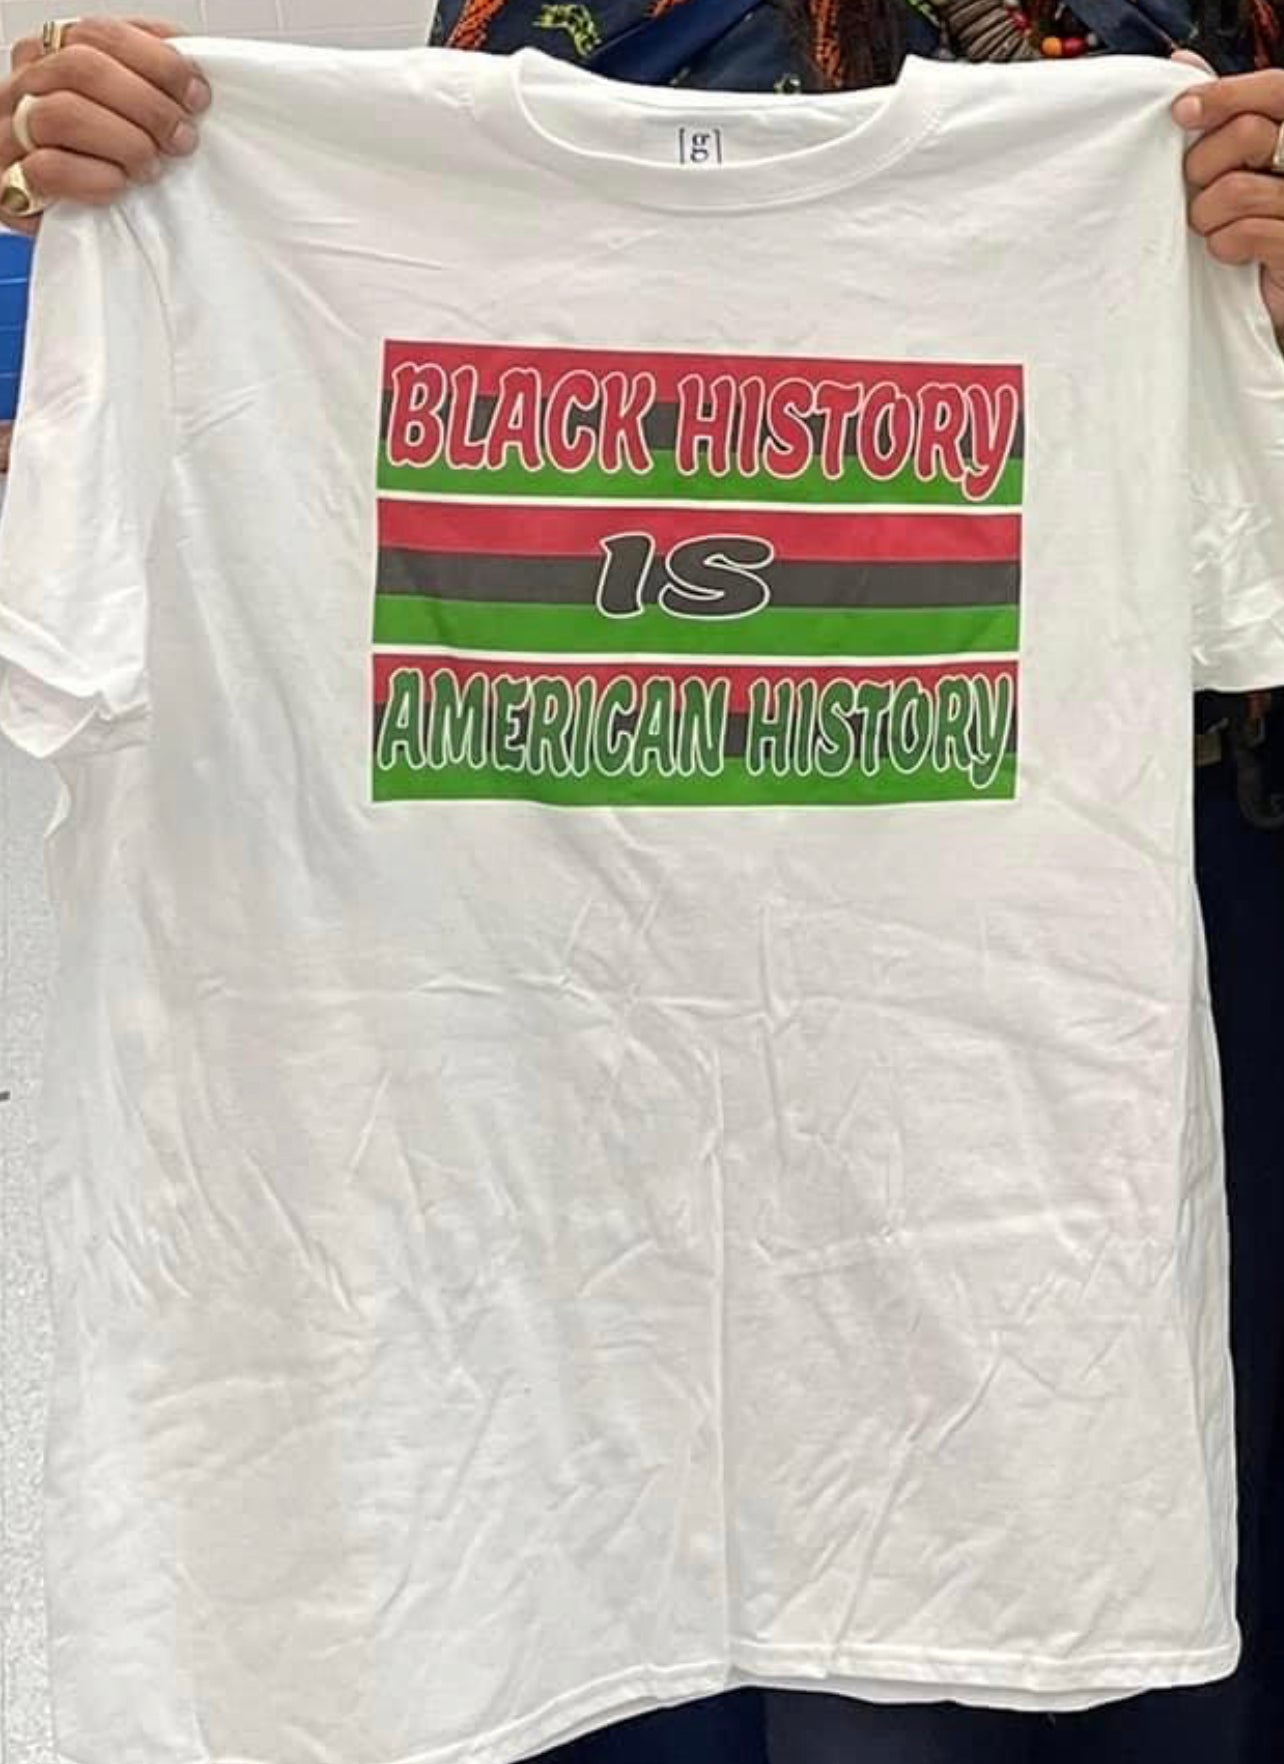 [g]
BLACK HISTORY
IS
AMERICAN HISTORY